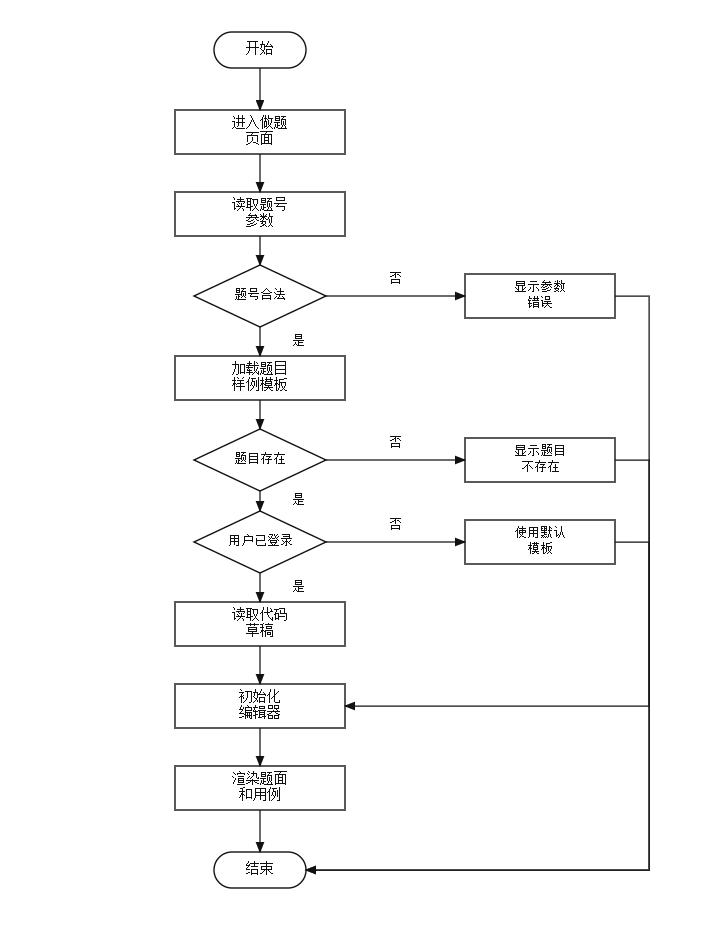 开始
进入做题
页面
读取题号
参数
题号合法
否
显示参数
错误
是
加载题目
样例模板
题目存在
否
显示题目
不存在
是
用户已登录
否
使用默认
模板
是
读取代码
草稿
初始化
编辑器
渲染题面
和用例
结束